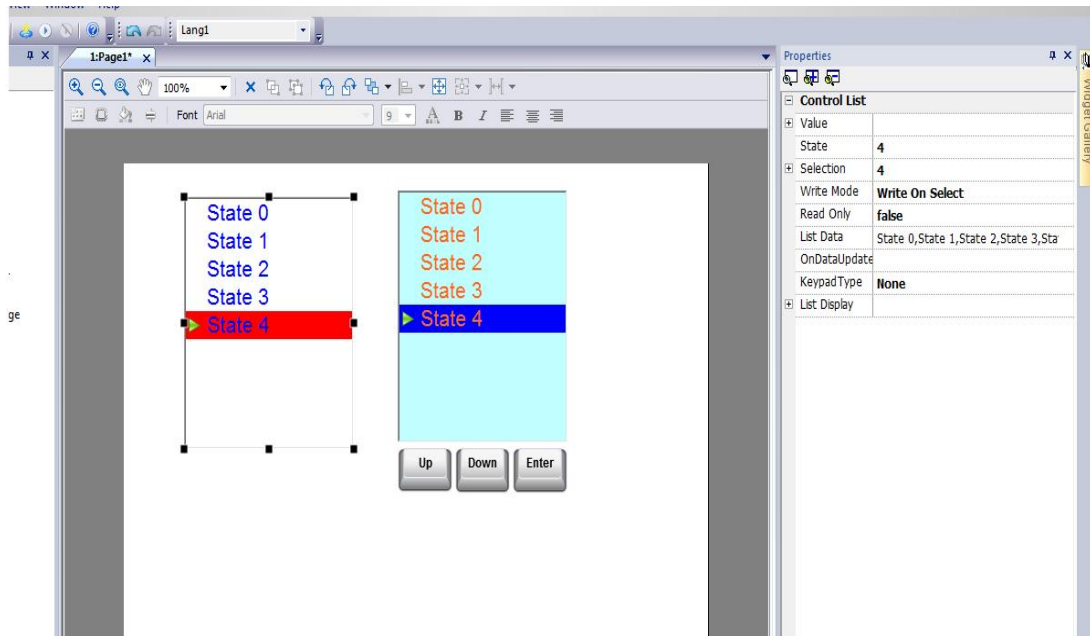 Lang1
1:Page1*
Properties
100%
Font Arial 9 A B I
Control List
Value
State 4
Selection 4
Write Mode Write On Select
Read Only false
List Data State 0,State 1,State 2,State 3,Sta
OnDataUpdate
KeypadType None
List Display
Widget Gallery
ge
State 0
State 1
State 2
State 3
State 4
State 0
State 1
State 2
State 3
State 4
Up Down Enter